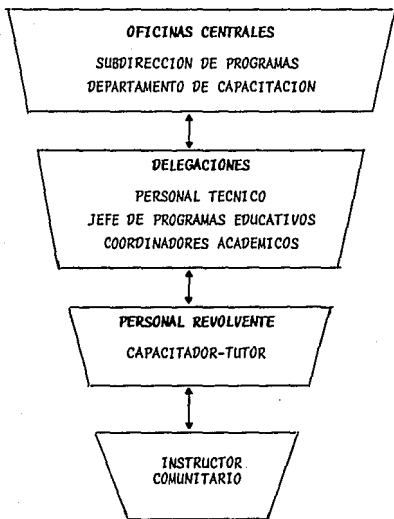 OFICINAS CENTRALES
SUBDIRECCION DE PROGRAMAS
DEPARTAMENTO DE CAPACITACION
DELEGACIONES
PERSONAL TECNICO
JEFE DE PROGRAMAS EDUCATIVOS
COORDINADORES ACADEMICOS
PERSONAL REVOLVENTE
CAPACITADOR-TUTOR
INSTRUCTOR
COMUNITARIO